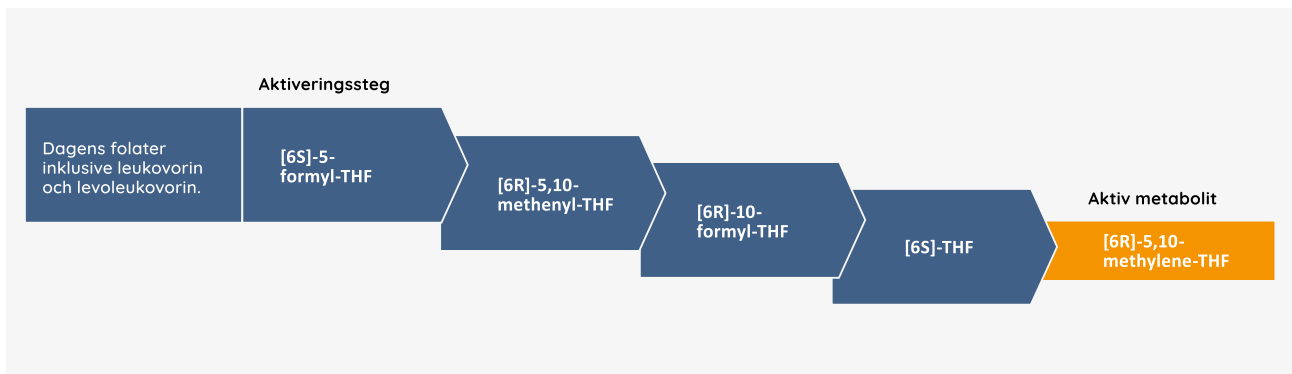 Aktiveringssteg
Dagens folater
inklusive leukovorin
och levoleukovorin.
[6S]-5-
formyl-THF
[6R]-5,10-
methenyl-THF
[6R]-10-
formyl-THF
[6S]-THF
Aktiv metabolit
[6R]-5,10-
methylene-THF